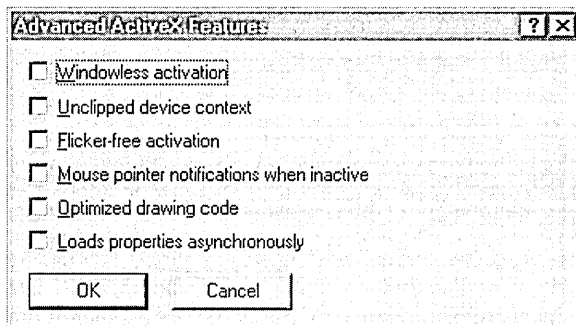 Advanced ActiveX Features
Windowless activation
Unclipped device context
Flicker-free activation
Mouse pointer notifications when inactive
Optimized drawing code
Loads properties asynchronously
OK Cancel